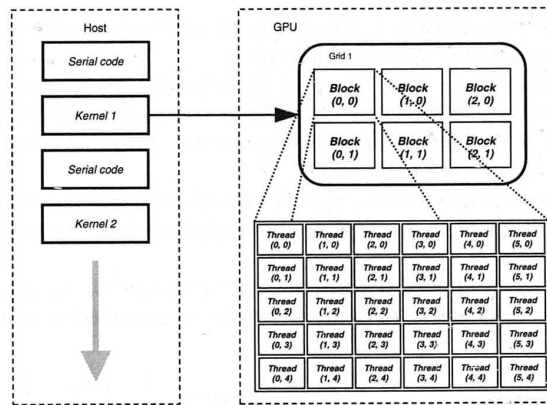 Host
Serial code
Kernel 1
Serial code
Kernel 2
GPU
Grid 1
Block Block Block
(0, 0) (1, 0) (2, 0)
Block Block Block
(0, 1) (1, 1) (2, 1)
Thread Thread Thread Thread Thread Thread
(0, 0) (1, 0) (2, 0) (3, 0) (4, 0) (5, 0)
Thread Thread Thread Thread Thread Thread
(0, 1) (1, 1) (2, 1) (3, 1) (4, 1) (5, 1)
Thread Thread Thread Thread Thread Thread
(0, 2) (1, 2) (2, 2) (3, 2) (4, 2) (5, 2)
Thread Thread Thread Thread Thread Thread
(0, 3) (1, 3) (2, 3) (3, 3) (4, 3) (5, 3)
Thread Thread Thread Thread Thread Thread
(0, 4) (1, 4) (2, 4) (3, 4) (4, 4) (5, 4)